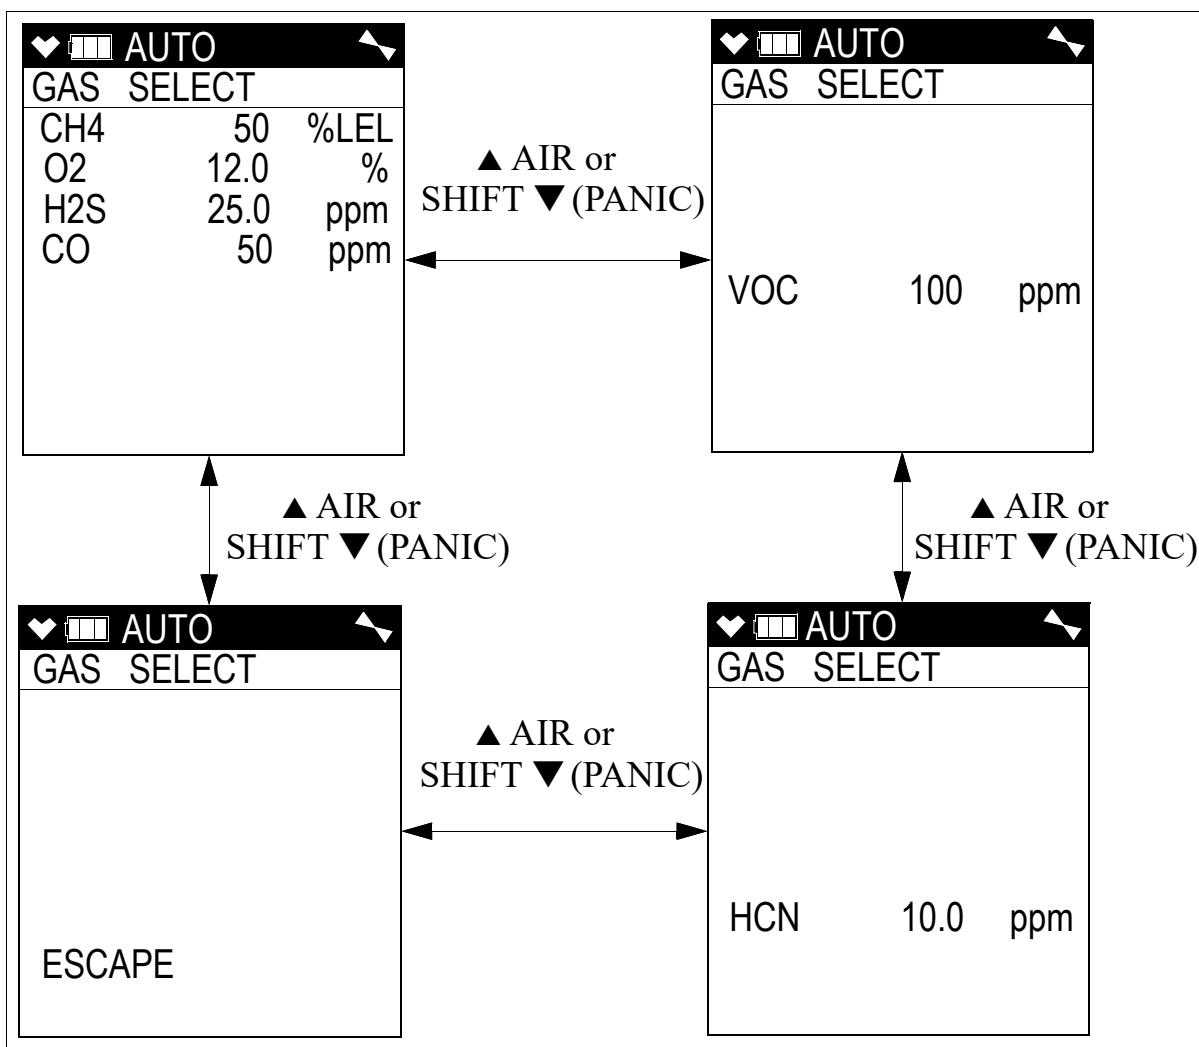 AUTO
GAS SELECT
CH4 50 %LEL
O2 12.0 %
H2S 25.0 ppm
CO 50 ppm
▲ AIR or
SHIFT ▼ (PANIC)
AUTO
GAS SELECT
VOC 100 ppm
▲ AIR or
SHIFT ▼ (PANIC)
▲ AIR or
SHIFT ▼ (PANIC)
AUTO
GAS SELECT
ESCAPE
▲ AIR or
SHIFT ▼ (PANIC)
AUTO
GAS SELECT
HCN 10.0 ppm